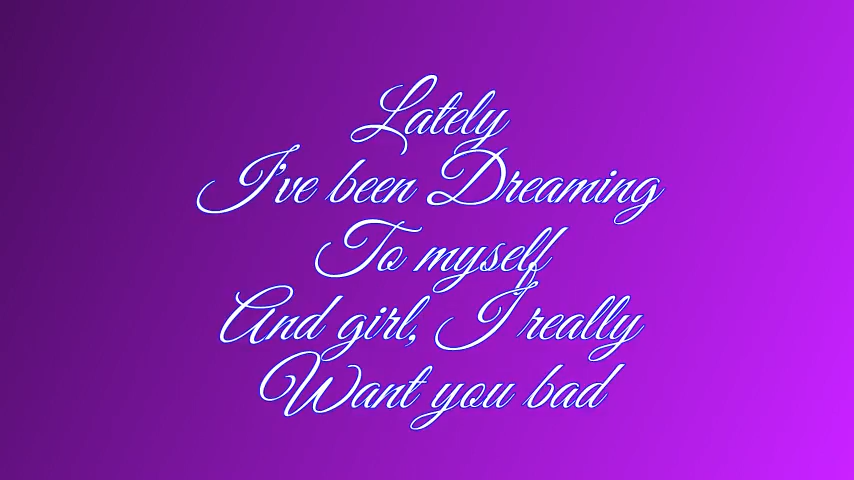 Lately
I've been Dreaming
To myself
And girl, I really
Want you bad